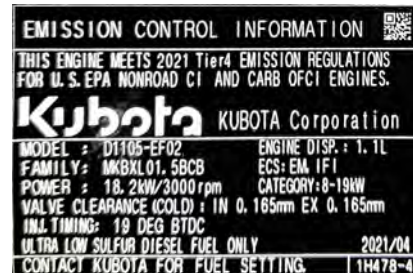 EMISSION CONTROL INFORMATION
THIS ENGINE MEETS 2021 Tier4 EMISSION REGULATIONS
FOR U.S. EPA NONROAD CI AND CARB OFCI ENGINES.
Kubota KUBOTA Corporation
MODEL : D1105-EF02 ENGINE DISP.: 1.1L
FAMILY: MKBXL01.5BCB ECS: EM IFI
POWER : 18.2kW/3000rpm CATEGORY:8-19kW
VALVE CLEARANCE (COLD) : IN 0.165mm EX 0.165mm
INJ.TIMING: 19 DEG BTDC
ULTRA LOW SULFUR DIESEL FUEL ONLY 2021/04
CONTACT KUBOTA FOR FUEL SETTING. 1H478-4